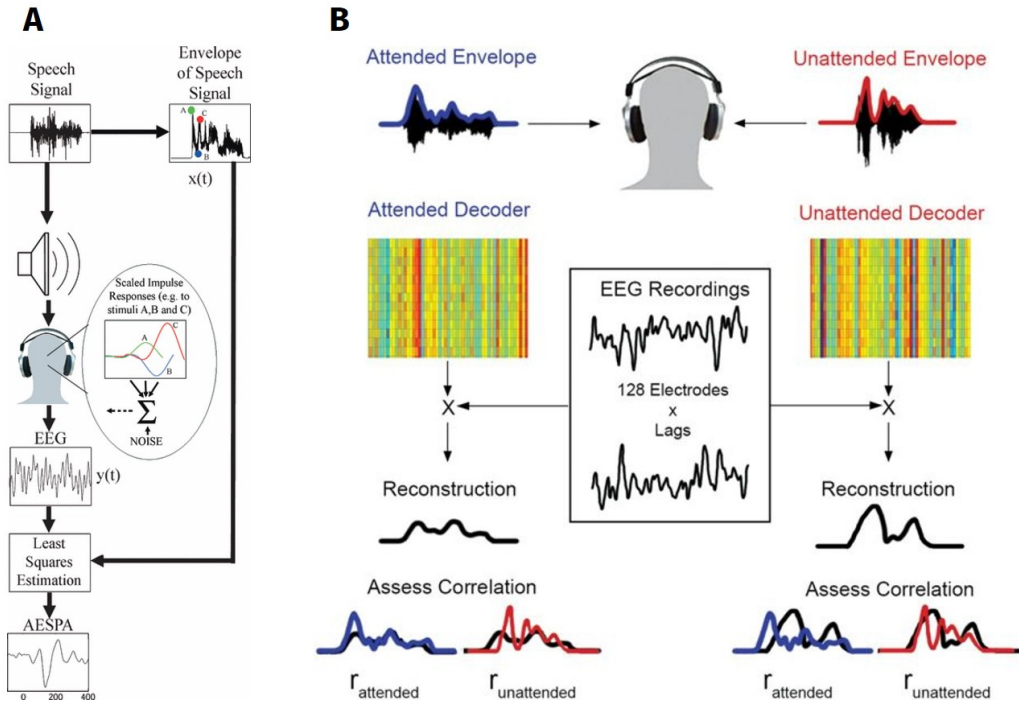 A
Speech
Signal
Envelope
of Speech
Signal
A
C
B
x(t)
Scaled Impulse
Responses (e.g. to
stimuli A,B and C)
C
A
B
Σ
NOISE
EEG
y(t)
Least
Squares
Estimation
AESPA
0 200 400
B
Attended Envelope
Unattended Envelope
Attended Decoder
Unattended Decoder
EEG Recordings
128 Electrodes
x
Lags
X
X
Reconstruction
Reconstruction
Assess Correlation
Assess Correlation
r attended
r unattended
r attended
r unattended